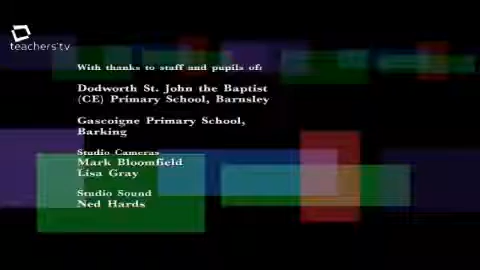 teachers'tv
With thanks to staff and pupils of:
Dodworth St. John the Baptist
(CE) Primary School, Barnsley
Gascoigne Primary School,
Barking
Studio Cameras
Mark Bloomfield
Lisa Gray
Studio Sound
Ned Hards